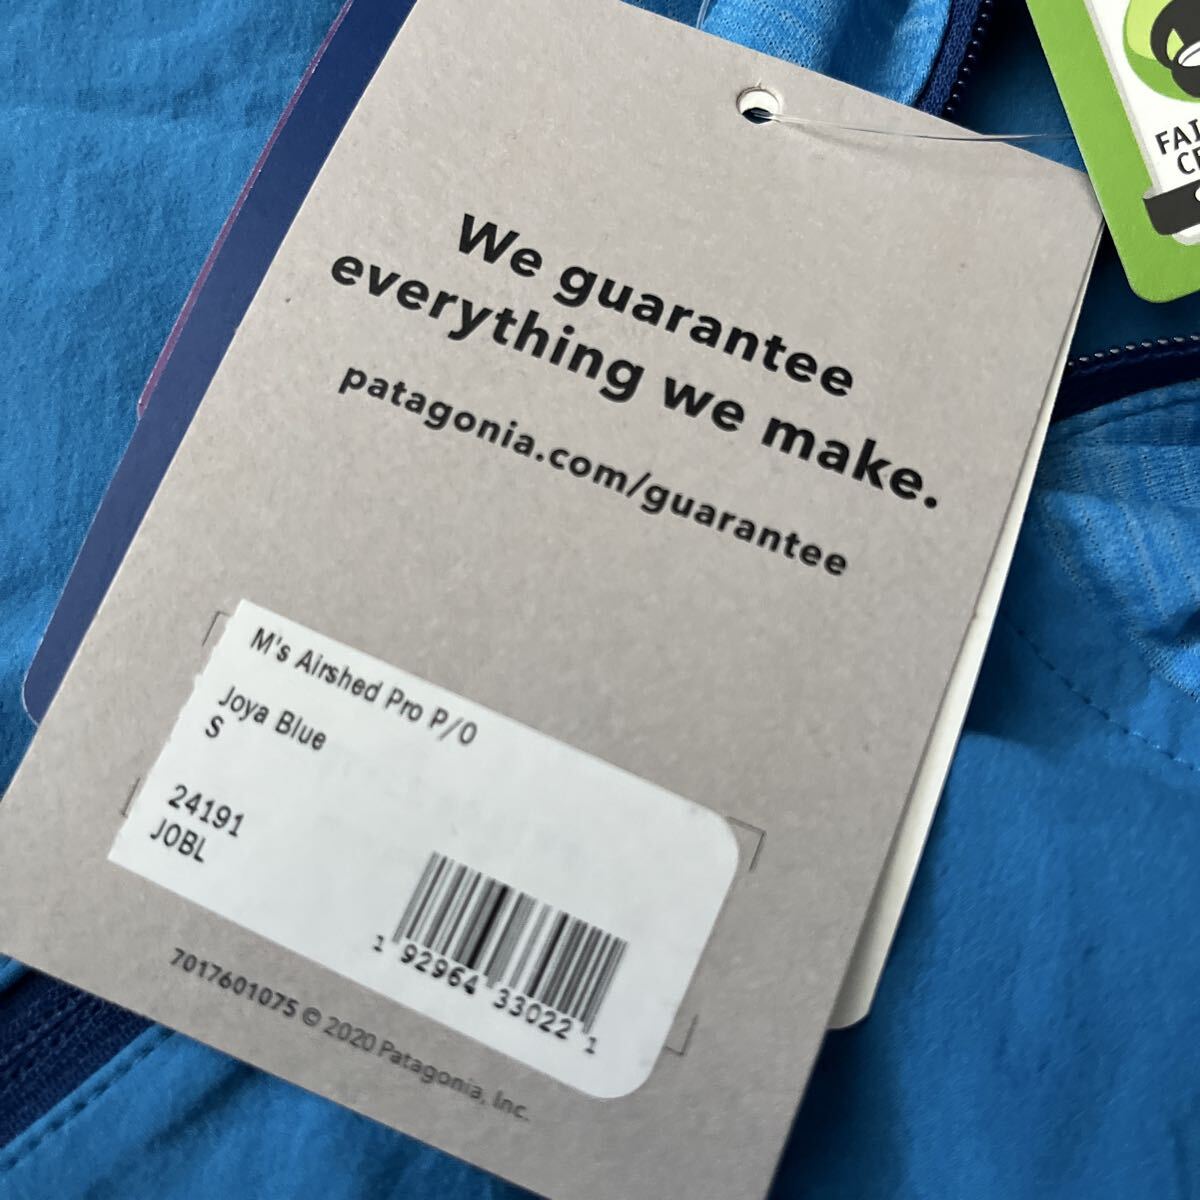 We guarantee
everything we make.
patagonia.com/guarantee
M's Airshed Pro P/O
Joya Blue
S
24191
JOBL
1 92964 33022 1
7017601075 © 2020 Patagonia, Inc.